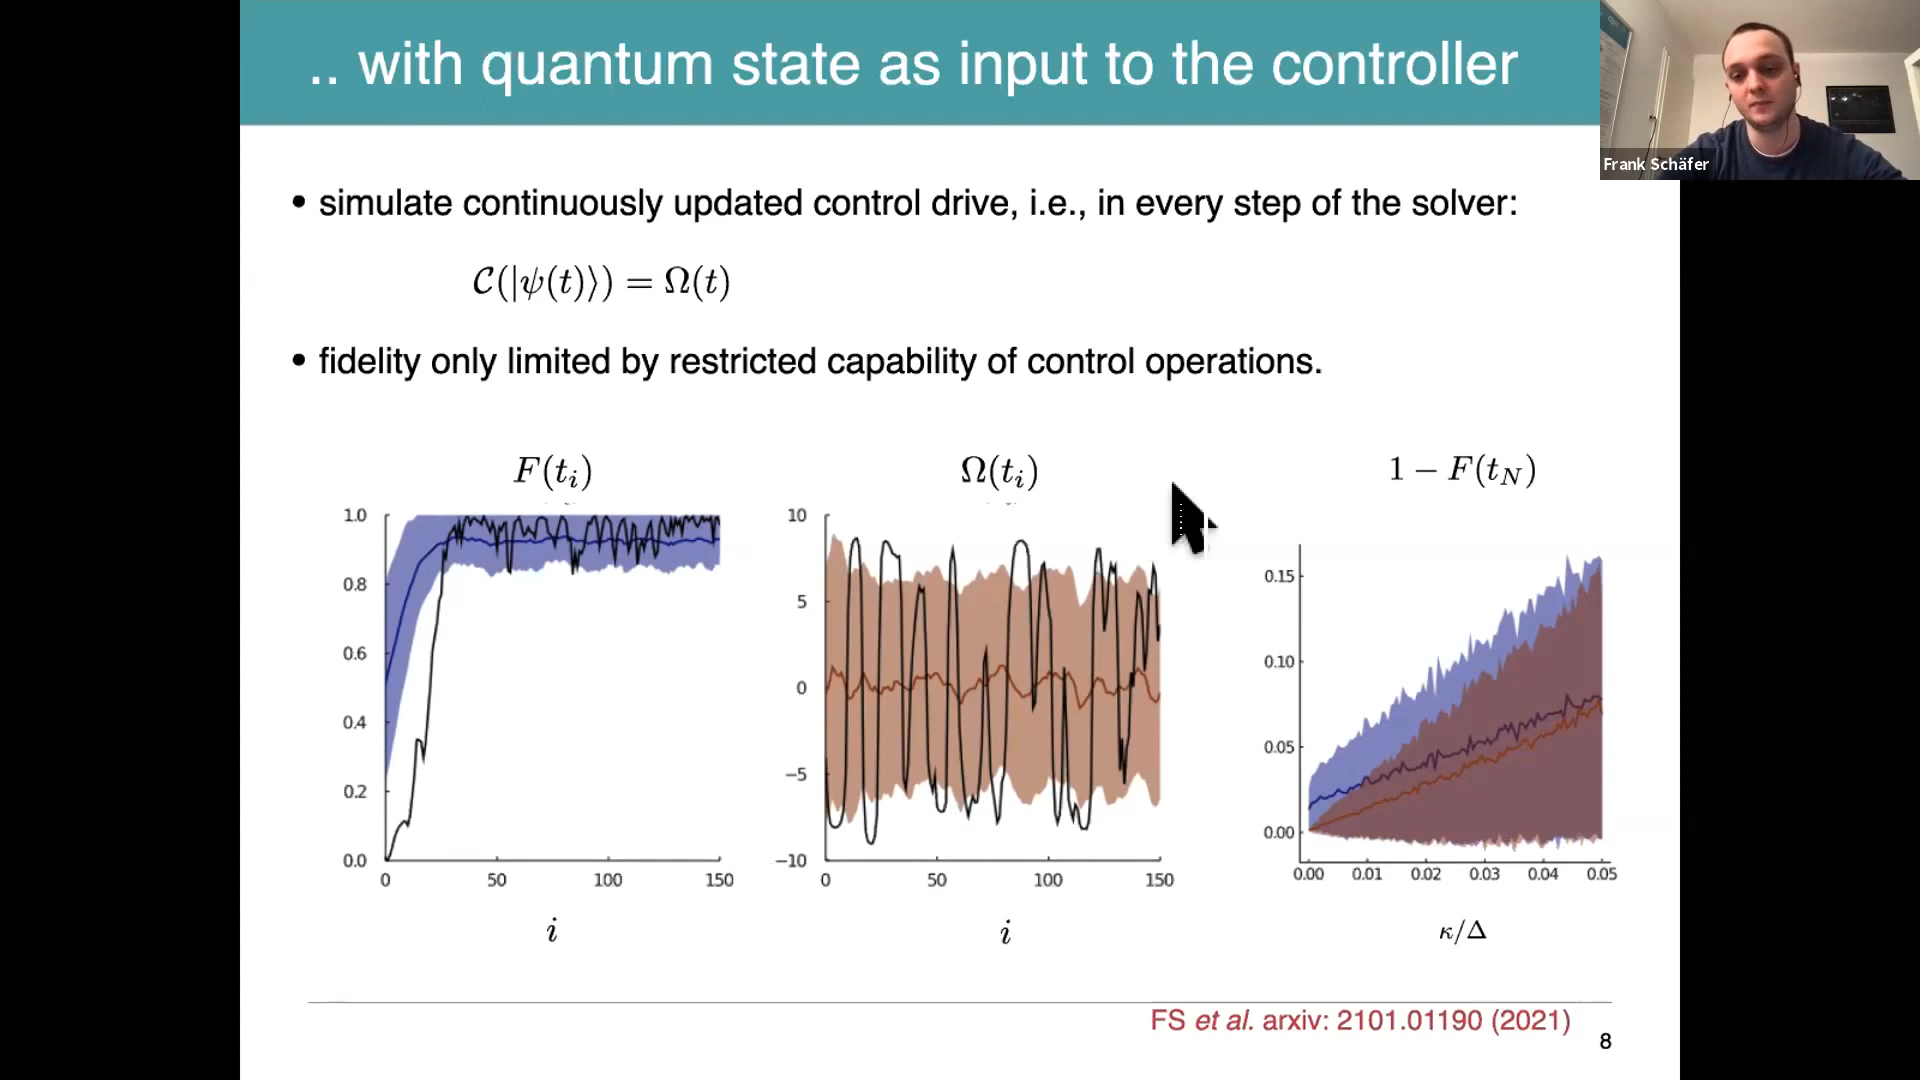 .. with quantum state as input to the controller
Frank Schäfer
• simulate continuously updated control drive, i.e., in every step of the solver:
𝒞(|ψ(t)⟩) = Ω(t)
• fidelity only limited by restricted capability of control operations.
F(tᵢ)
1.0
0.8
0.6
0.4
0.2
0.0
0 50 100 150
i
Ω(tᵢ)
10
5
0
−5
−10
0 50 100 150
i
1 − F(t_N)
0.15
0.10
0.05
0.00
0.00 0.01 0.02 0.03 0.04 0.05
κ/Δ
FS et al. arxiv: 2101.01190 (2021)
8